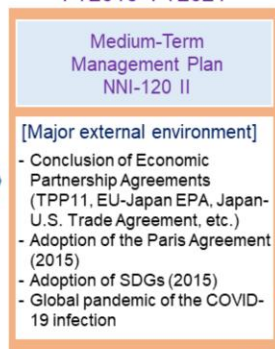 Medium-Term
Management Plan
NNI-120 II
[Major external environment]
- Conclusion of Economic
Partnership Agreements
(TPP11, EU-Japan EPA, Japan-
U.S. Trade Agreement, etc.)
- Adoption of the Paris Agreement
(2015)
- Adoption of SDGs (2015)
- Global pandemic of the COVID-
19 infection